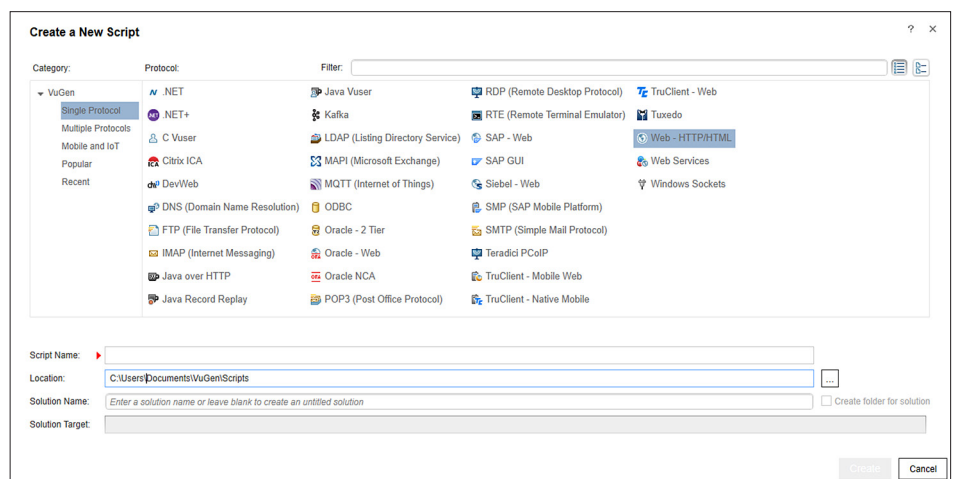 Create a New Script
? ×
Category: Protocol: Filter:
VuGen
Single Protocol
Multiple Protocols
Mobile and IoT
Popular
Recent
.NET
.NET+
C Vuser
Citrix ICA
DevWeb
DNS (Domain Name Resolution)
FTP (File Transfer Protocol)
IMAP (Internet Messaging)
Java over HTTP
Java Record Replay
Java Vuser
Kafka
LDAP (Listing Directory Service)
MAPI (Microsoft Exchange)
MQTT (Internet of Things)
ODBC
Oracle - 2 Tier
Oracle - Web
Oracle NCA
POP3 (Post Office Protocol)
RDP (Remote Desktop Protocol)
RTE (Remote Terminal Emulator)
SAP - Web
SAP GUI
Siebel - Web
SMP (SAP Mobile Platform)
SMTP (Simple Mail Protocol)
Teradici PCoIP
TruClient - Mobile Web
TruClient - Native Mobile
TruClient - Web
Tuxedo
Web - HTTP/HTML
Web Services
Windows Sockets
Script Name:
Location: C:\Users\Documents\VuGen\Scripts ...
Solution Name: Enter a solution name or leave blank to create an untitled solution Create folder for solution
Solution Target:
Create Cancel